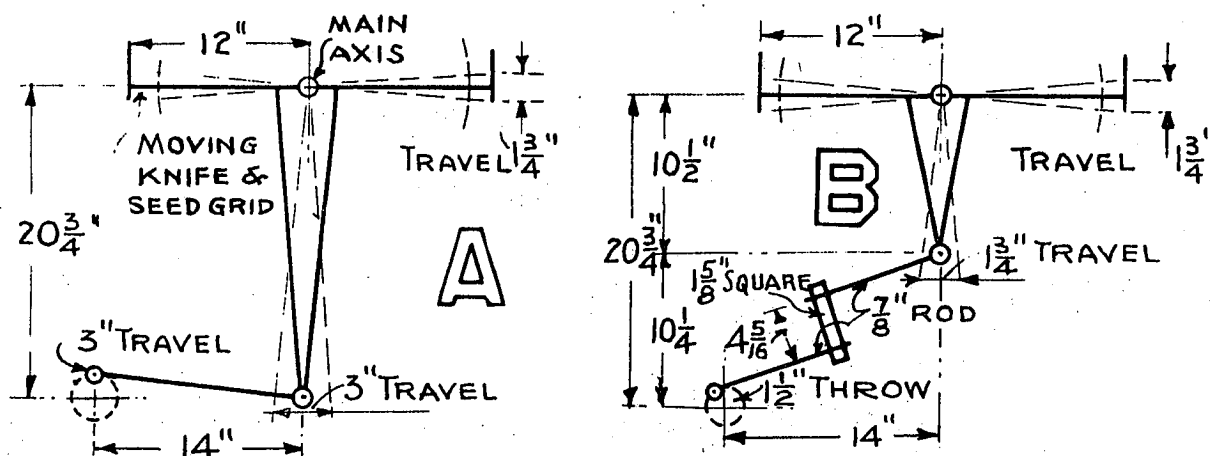 12"
MAIN
AXIS
MOVING
KNIFE &
SEED GRID
TRAVEL 1 3/4"
20 3/4"
A
3" TRAVEL
3" TRAVEL
14"
12"
10 1/2"
TRAVEL
1 3/4"
B
20 3/4"
1 3/4" TRAVEL
1 5/8" SQUARE
7/8" ROD
10 1/4
4 5/16
1 1/2" THROW
14"